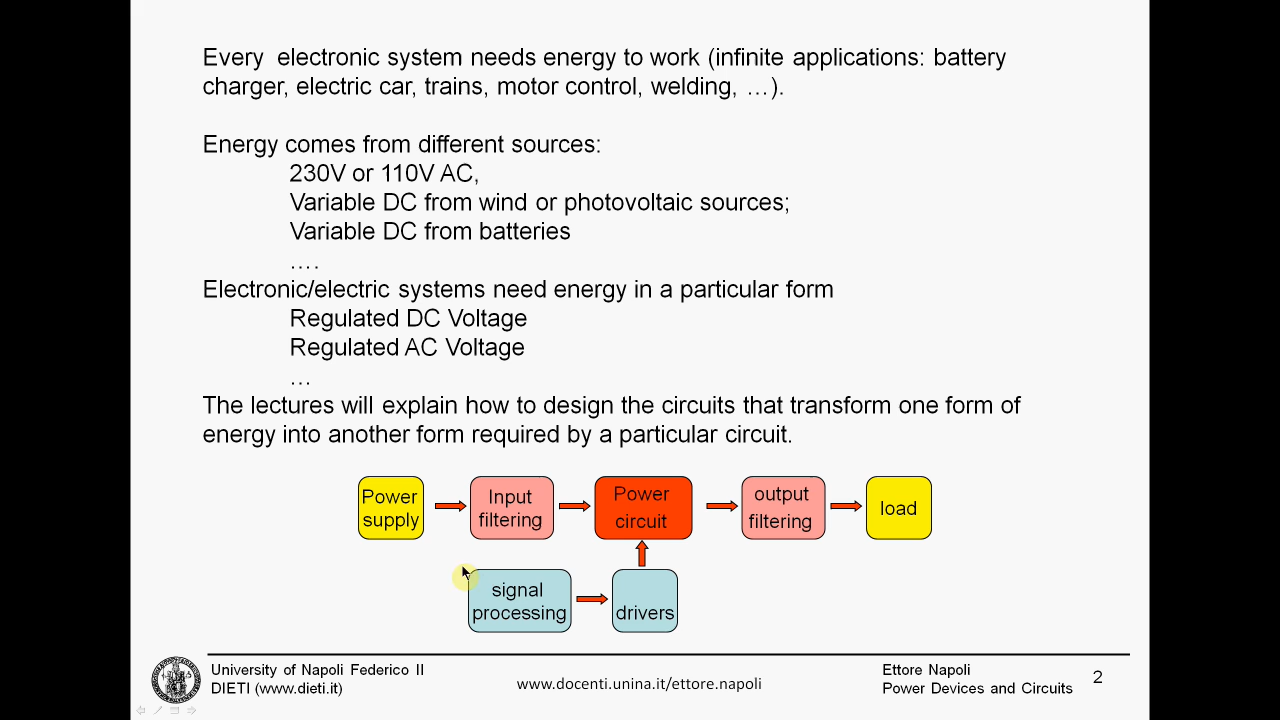 Every electronic system needs energy to work (infinite applications: battery
charger, electric car, trains, motor control, welding, …).
Energy comes from different sources:
230V or 110V AC,
Variable DC from wind or photovoltaic sources;
Variable DC from batteries
….
Electronic/electric systems need energy in a particular form
Regulated DC Voltage
Regulated AC Voltage
…
The lectures will explain how to design the circuits that transform one form of
energy into another form required by a particular circuit.
Power
supply
Input
filtering
Power
circuit
output
filtering
load
signal
processing
drivers
University of Napoli Federico II
DIETI (www.dieti.it)
www.docenti.unina.it/ettore.napoli
Ettore Napoli
Power Devices and Circuits
2